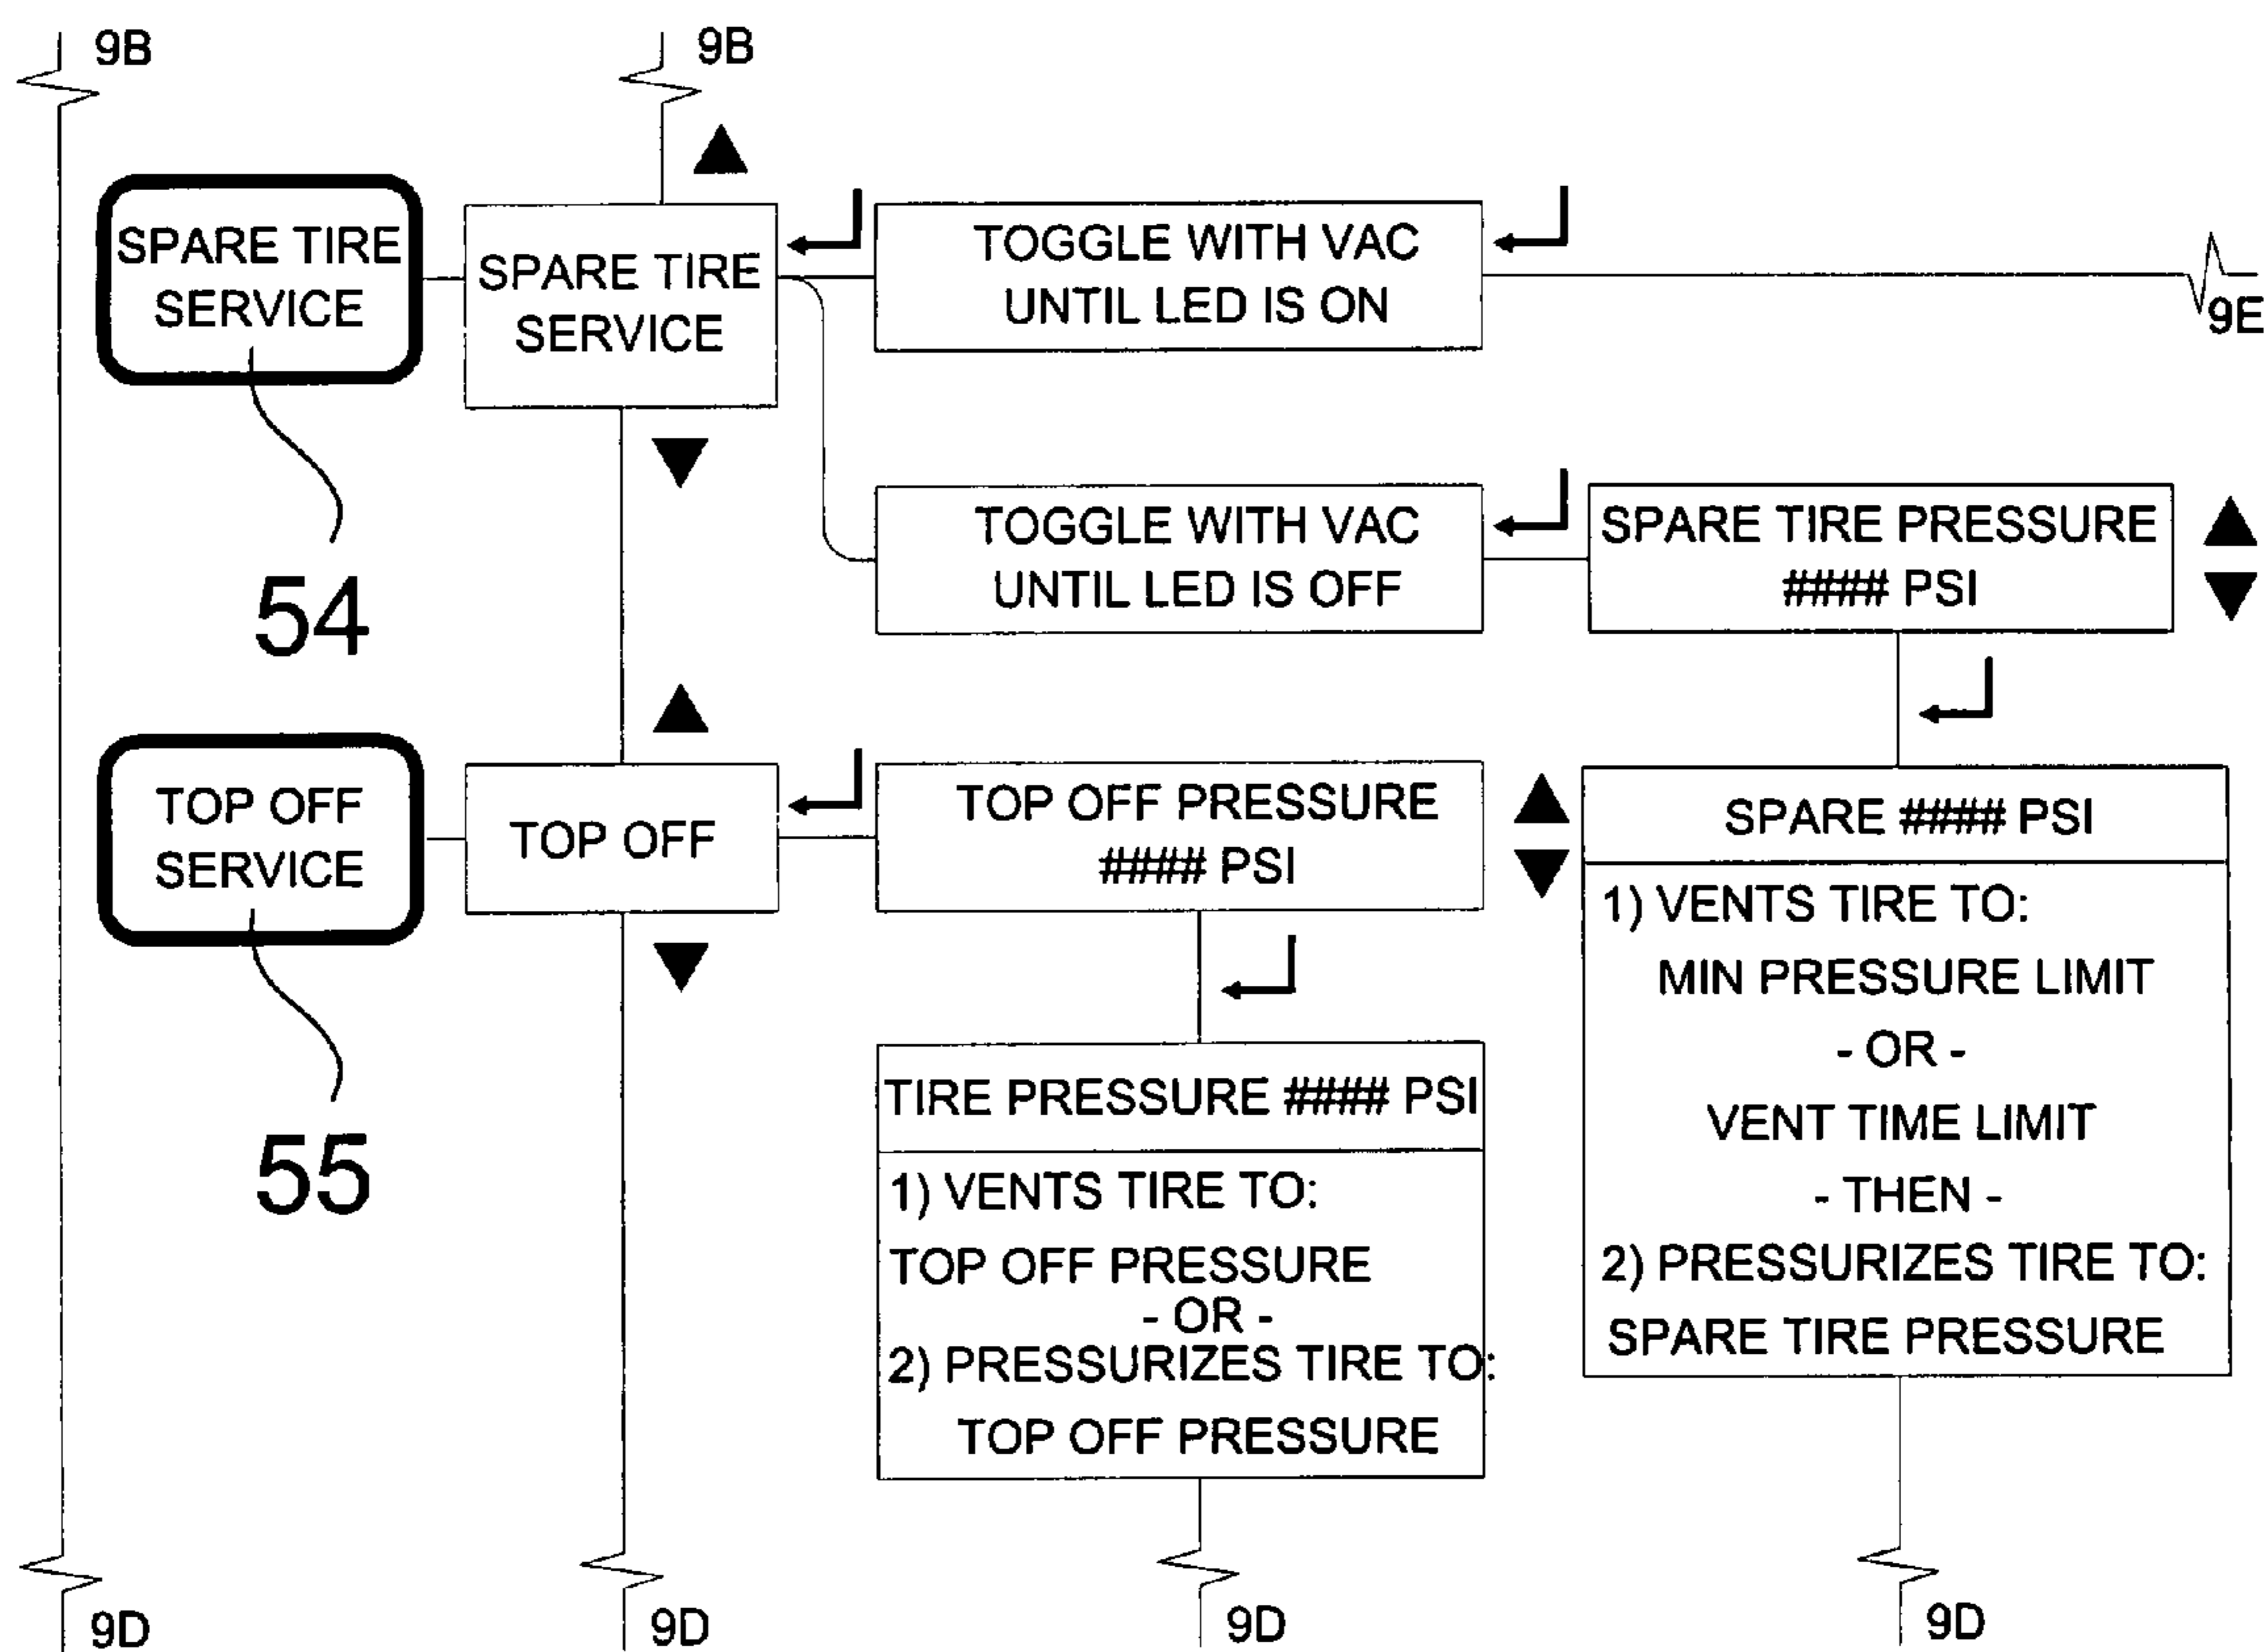 9B
9B
SPARE TIRE
SERVICE
SPARE TIRE
SERVICE
TOGGLE WITH VAC
UNTIL LED IS ON
9E
54
TOGGLE WITH VAC
UNTIL LED IS OFF
SPARE TIRE PRESSURE
#### PSI
TOP OFF
SERVICE
TOP OFF
TOP OFF PRESSURE
#### PSI
55
TIRE PRESSURE #### PSI
1) VENTS TIRE TO:
TOP OFF PRESSURE
- OR -
2) PRESSURIZES TIRE TO:
TOP OFF PRESSURE
SPARE #### PSI
1) VENTS TIRE TO:
MIN PRESSURE LIMIT
- OR -
VENT TIME LIMIT
- THEN -
2) PRESSURIZES TIRE TO:
SPARE TIRE PRESSURE
9D
9D
9D
9D